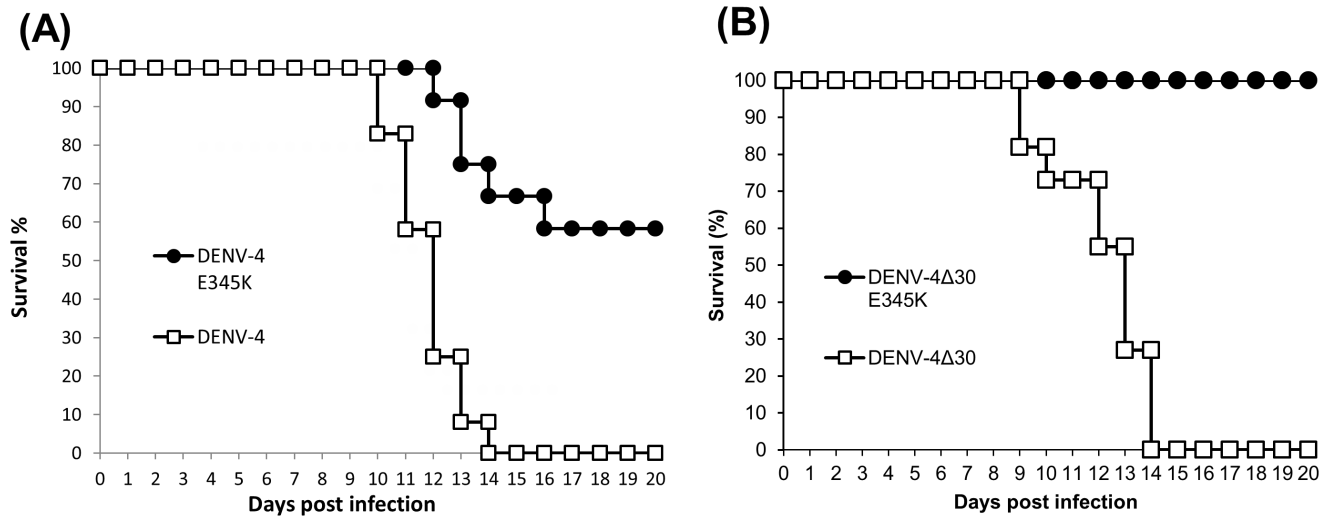 (A)
100
90
80
70
60
50
40
30
20
10
0
Survival %
DENV-4
E345K
DENV-4
0 1 2 3 4 5 6 7 8 9 10 11 12 13 14 15 16 17 18 19 20
Days post infection
(B)
100
90
80
70
60
50
40
30
20
10
0
Survival (%)
DENV-4Δ30
E345K
DENV-4Δ30
0 1 2 3 4 5 6 7 8 9 10 11 12 13 14 15 16 17 18 19 20
Days post infection